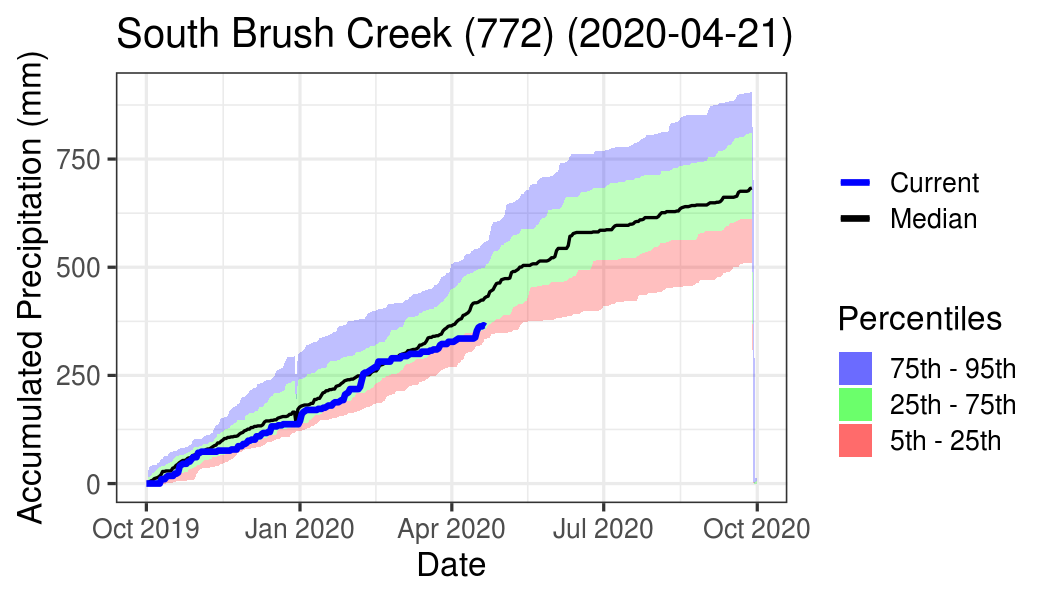 South Brush Creek (772) (2020-04-21)
Accumulated Precipitation (mm)
750
500
250
0
Oct 2019
Jan 2020
Apr 2020
Jul 2020
Oct 2020
Date
Current
Median
Percentiles
75th - 95th
25th - 75th
5th - 25th